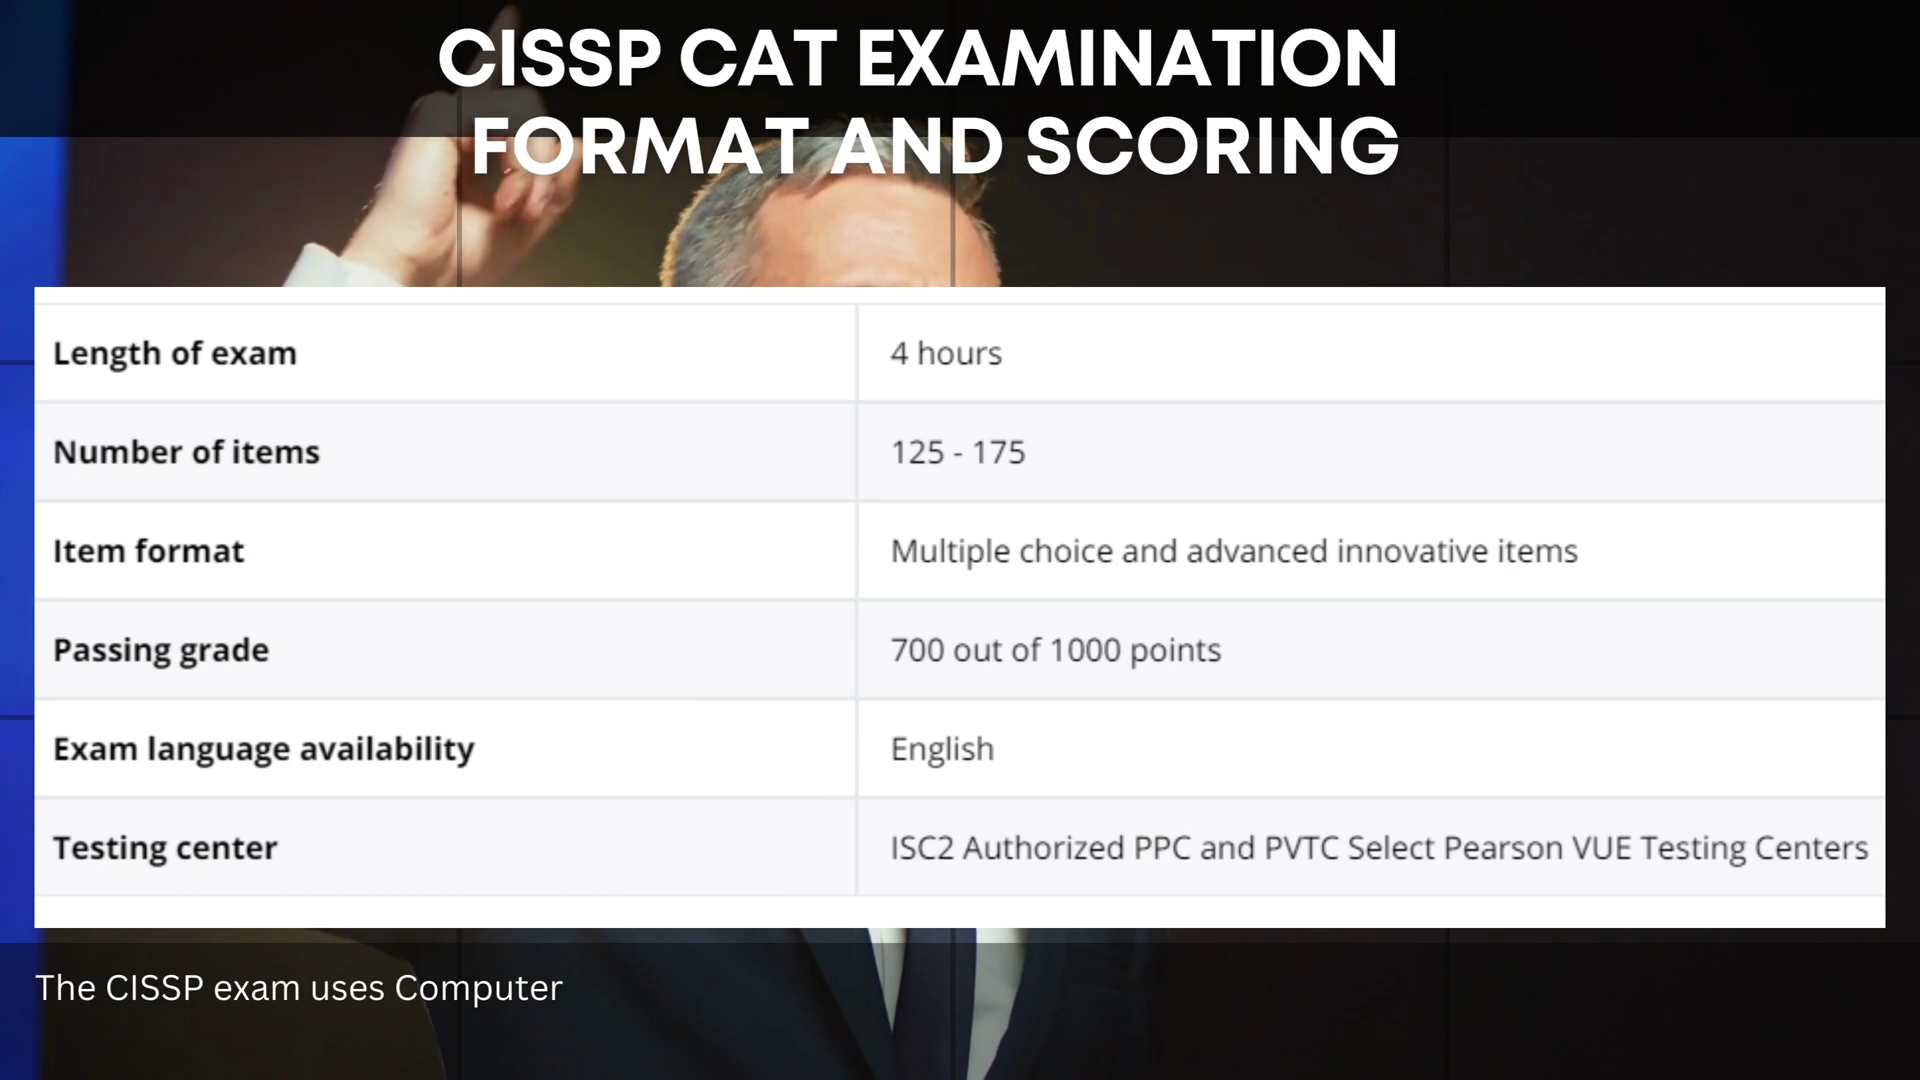 CISSP CAT EXAMINATION
FORMAT AND SCORING
Length of exam 4 hours
Number of items 125 - 175
Item format Multiple choice and advanced innovative items
Passing grade 700 out of 1000 points
Exam language availability English
Testing center ISC2 Authorized PPC and PVTC Select Pearson VUE Testing Centers
The CISSP exam uses Computer